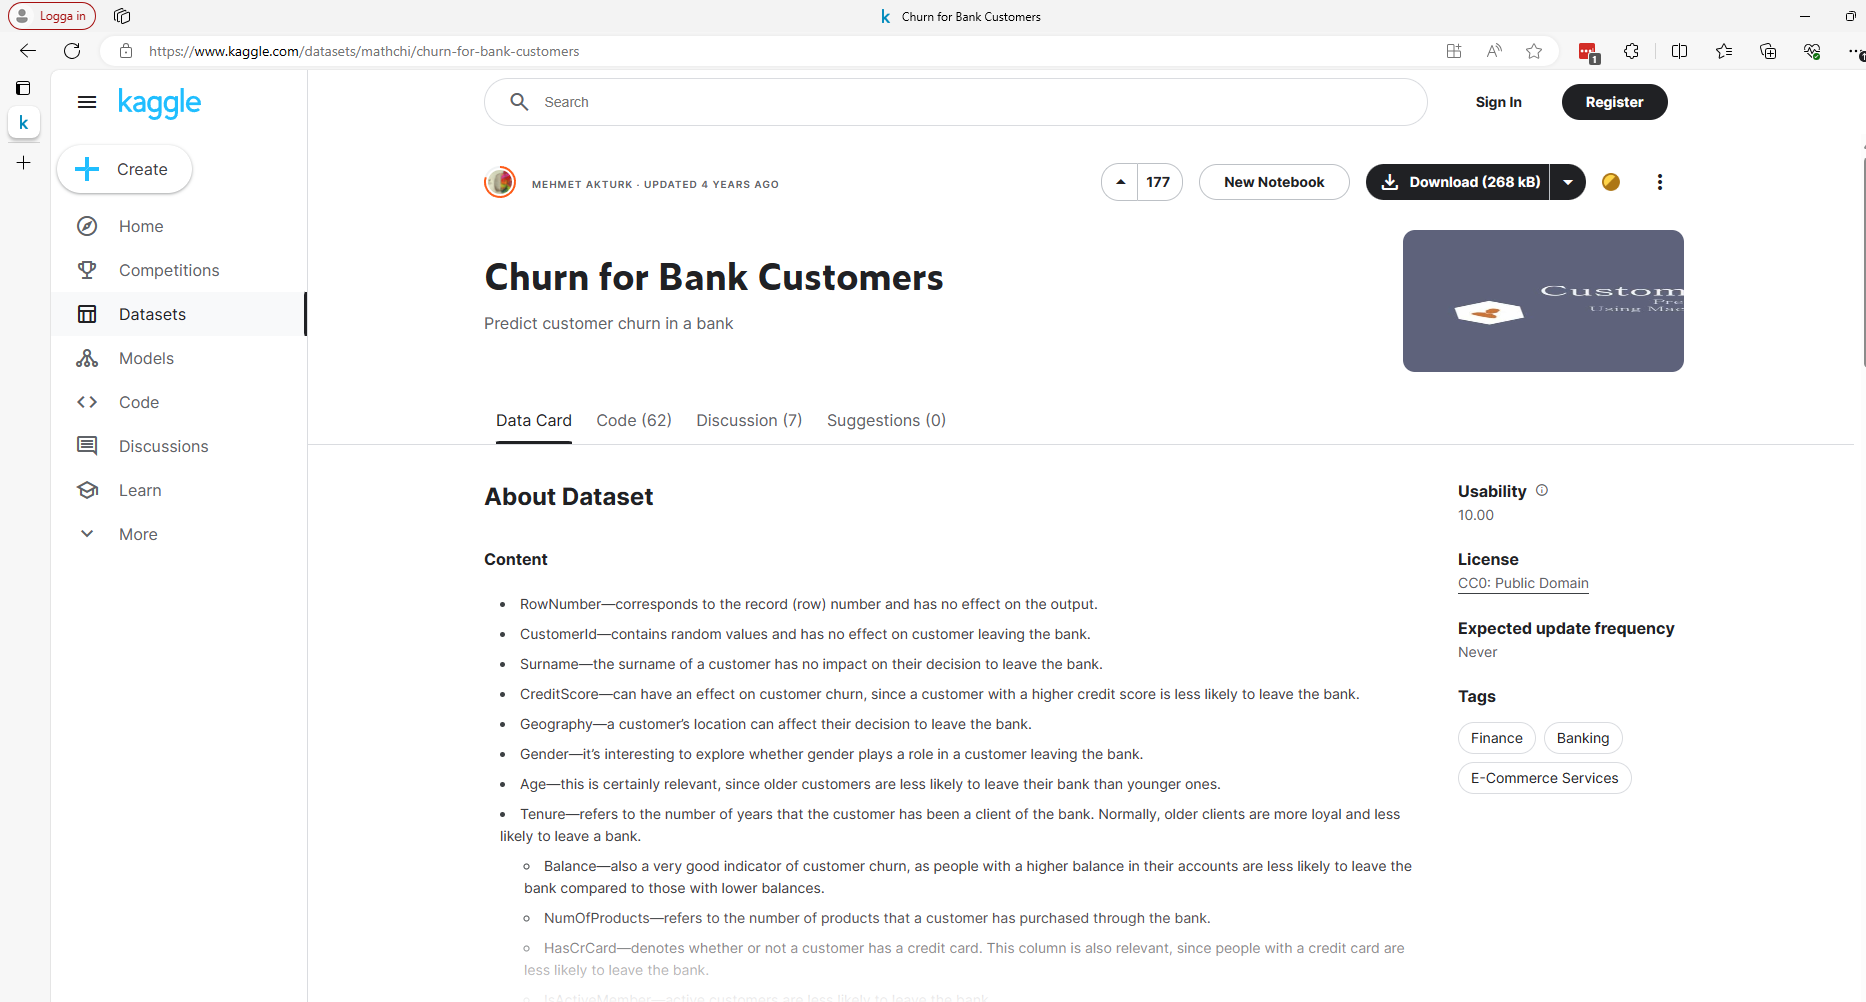 Logga in
Churn for Bank Customers
https://www.kaggle.com/datasets/mathchi/churn-for-bank-customers
1
k
kaggle
Search
Sign In
Register
Create
Home
Competitions
Datasets
Models
Code
Discussions
Learn
More
MEHMET AKTURK · UPDATED 4 YEARS AGO
177
New Notebook
Download (268 kB)
Churn for Bank Customers
Predict customer churn in a bank
Custom
Pre
Using Mac
Data Card
Code (62)
Discussion (7)
Suggestions (0)
About Dataset
Content
• RowNumber—corresponds to the record (row) number and has no effect on the output.
• CustomerId—contains random values and has no effect on customer leaving the bank.
• Surname—the surname of a customer has no impact on their decision to leave the bank.
• CreditScore—can have an effect on customer churn, since a customer with a higher credit score is less likely to leave the bank.
• Geography—a customer’s location can affect their decision to leave the bank.
• Gender—it’s interesting to explore whether gender plays a role in a customer leaving the bank.
• Age—this is certainly relevant, since older customers are less likely to leave their bank than younger ones.
• Tenure—refers to the number of years that the customer has been a client of the bank. Normally, older clients are more loyal and less
likely to leave a bank.
◦ Balance—also a very good indicator of customer churn, as people with a higher balance in their accounts are less likely to leave the
bank compared to those with lower balances.
◦ NumOfProducts—refers to the number of products that a customer has purchased through the bank.
◦ HasCrCard—denotes whether or not a customer has a credit card. This column is also relevant, since people with a credit card are
less likely to leave the bank.
◦ IsActiveMember—active customers are less likely to leave the bank
Usability
10.00
License
CC0: Public Domain
Expected update frequency
Never
Tags
Finance
Banking
E-Commerce Services